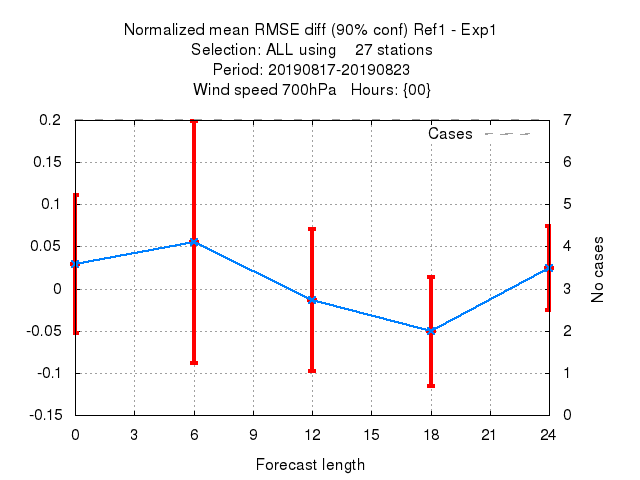 Normalized mean RMSE diff (90% conf) Ref1 - Exp1
Selection: ALL using    27 stations
Period: 20190817-20190823
Wind speed 700hPa   Hours: {00}
Cases
0.2
0.15
0.1
0.05
0
-0.05
-0.1
-0.15
7
6
5
4
3
2
1
0
No cases
0 3 6 9 12 15 18 21 24
Forecast length